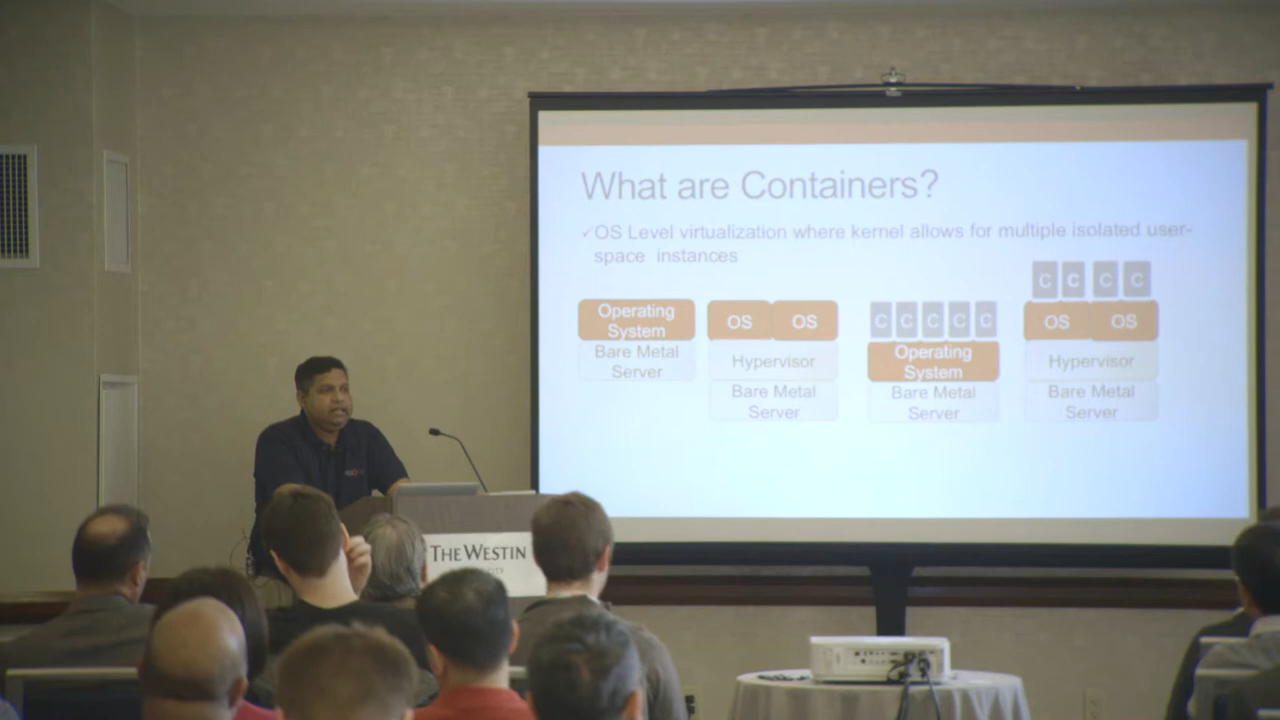 What are Containers?
✓OS Level virtualization where kernel allows for multiple isolated user-
space instances
Operating
System
Bare Metal
Server
OS OS
Hypervisor
Bare Metal
Server
C C C C C
Operating
System
Bare Metal
Server
C C C C
OS OS
Hypervisor
Bare Metal
Server
THE WESTIN